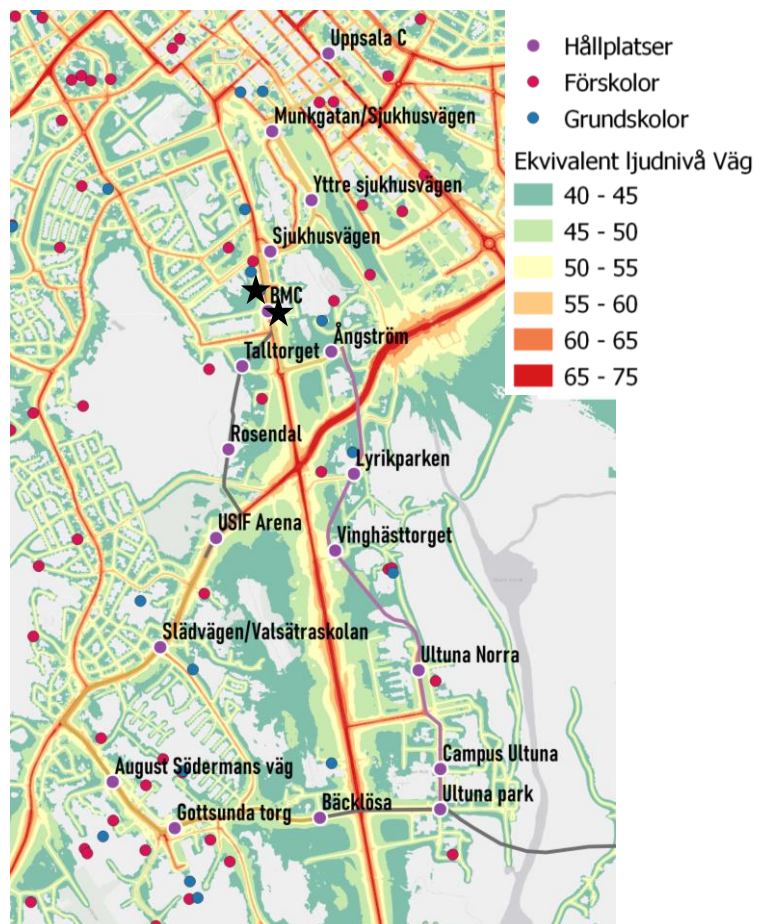 Uppsala C
Hållplatser
Förskolor
Munkgatan/Sjukhusvägen
Grundskolor
Ekvivalent ljudnivå Väg
Yttre sjukhusvägen
40 - 45
45 - 50
Sjukhusvägen
50 - 55
BMC
55 - 60
Ångström
60 - 65
Talltorget
65 - 75
Rosendal
Lyrikparken
USIF Arena
Vinghästtorget
Slädvägen/Valsätraskolan
Ultuna Norra
Campus Ultuna
August Södermans väg
Bäcklösa
Ultuna park
Gottsunda torg